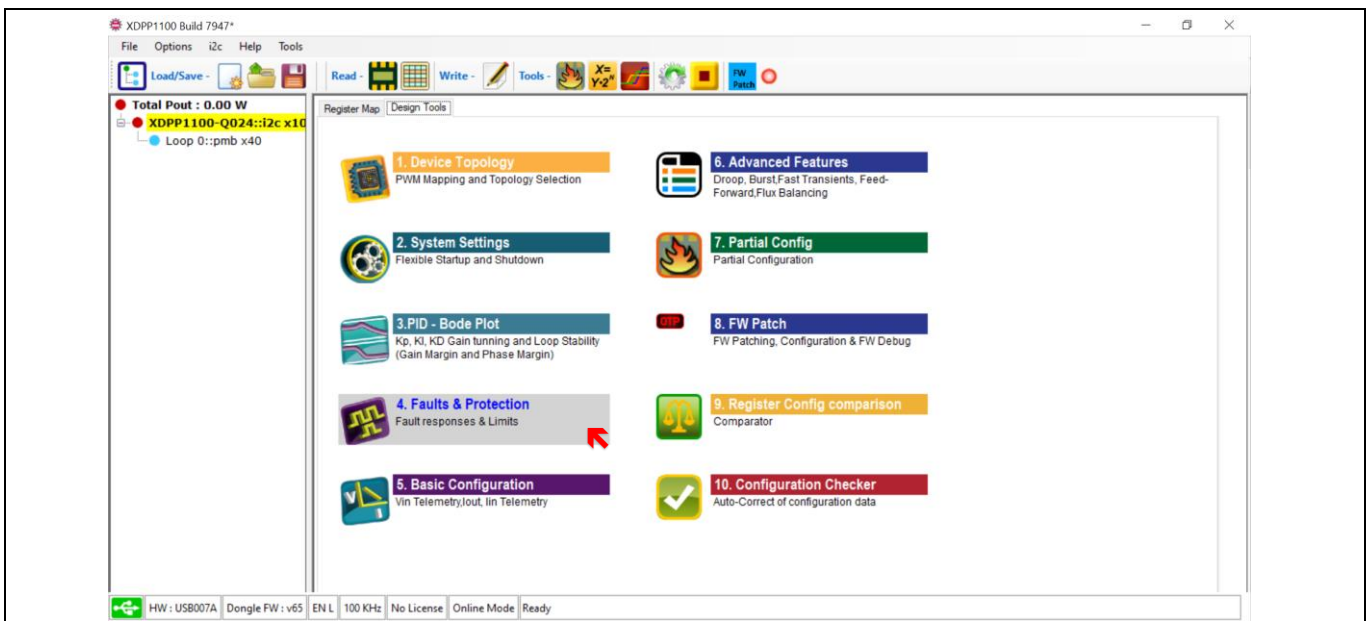 XDPP1100 Build 7947*
File Options i2c Help Tools
Load/Save - Read - Write - Tools - X= Y·2ⁿ FW Patch
Total Pout : 0.00 W
XDPP1100-Q024::i2c x10
Loop 0::pmb x40
Register Map Design Tools
1. Device Topology
PWM Mapping and Topology Selection
2. System Settings
Flexible Startup and Shutdown
3.PID - Bode Plot
Kp, KI, KD Gain tunning and Loop Stability
(Gain Margin and Phase Margin)
4. Faults & Protection
Fault responses & Limits
5. Basic Configuration
Vin Telemetry,Iout, Iin Telemetry
6. Advanced Features
Droop, Burst,Fast Transients, Feed-
Forward,Flux Balancing
7. Partial Config
Partial Configuration
OTP
8. FW Patch
FW Patching, Configuration & FW Debug
9. Register Config comparison
Comparator
10. Configuration Checker
Auto-Correct of configuration data
HW : USB007A Dongle FW : v65 EN L 100 KHz No License Online Mode Ready